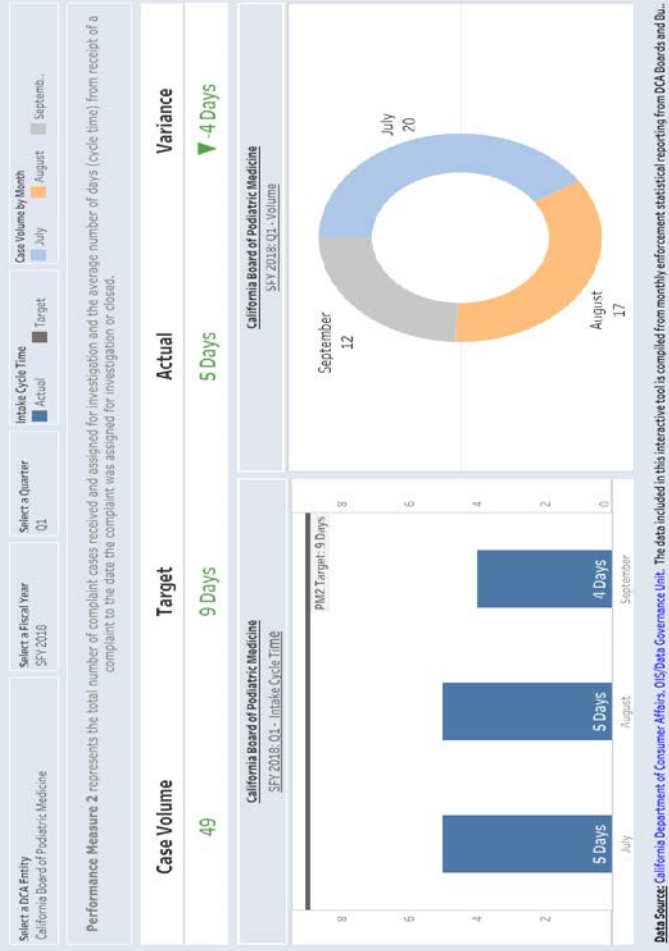 Select a DCA Entity
California Board of Podiatric Medicine
Select a Fiscal Year
SFY 2018
Select a Quarter
Q1
Intake Cycle Time
Actual
Target
Case Volume by Month
July
August
Septemb..
Performance Measure 2 represents the total number of complaint cases received and assigned for investigation and the average number of days (cycle time) from receipt of a
complaint to the date the complaint was assigned for investigation or closed.
Case Volume
Target
Actual
Variance
49
9 Days
5 Days
▼ -4 Days
California Board of Podiatric Medicine
SFY 2018: Q1 - Intake Cycle Time
8
6
4
2
PM2 Target: 9 Days
8
6
4
2
0
5 Days
5 Days
4 Days
July
August
September
California Board of Podiatric Medicine
SFY 2018: Q1 - Volume
September
12
July
20
August
17
Data Source: California Department of Consumer Affairs, OIS/Data Governance Unit. The data included in this interactive tool is compiled from monthly enforcement statistical reporting from DCA Boards and Bu..